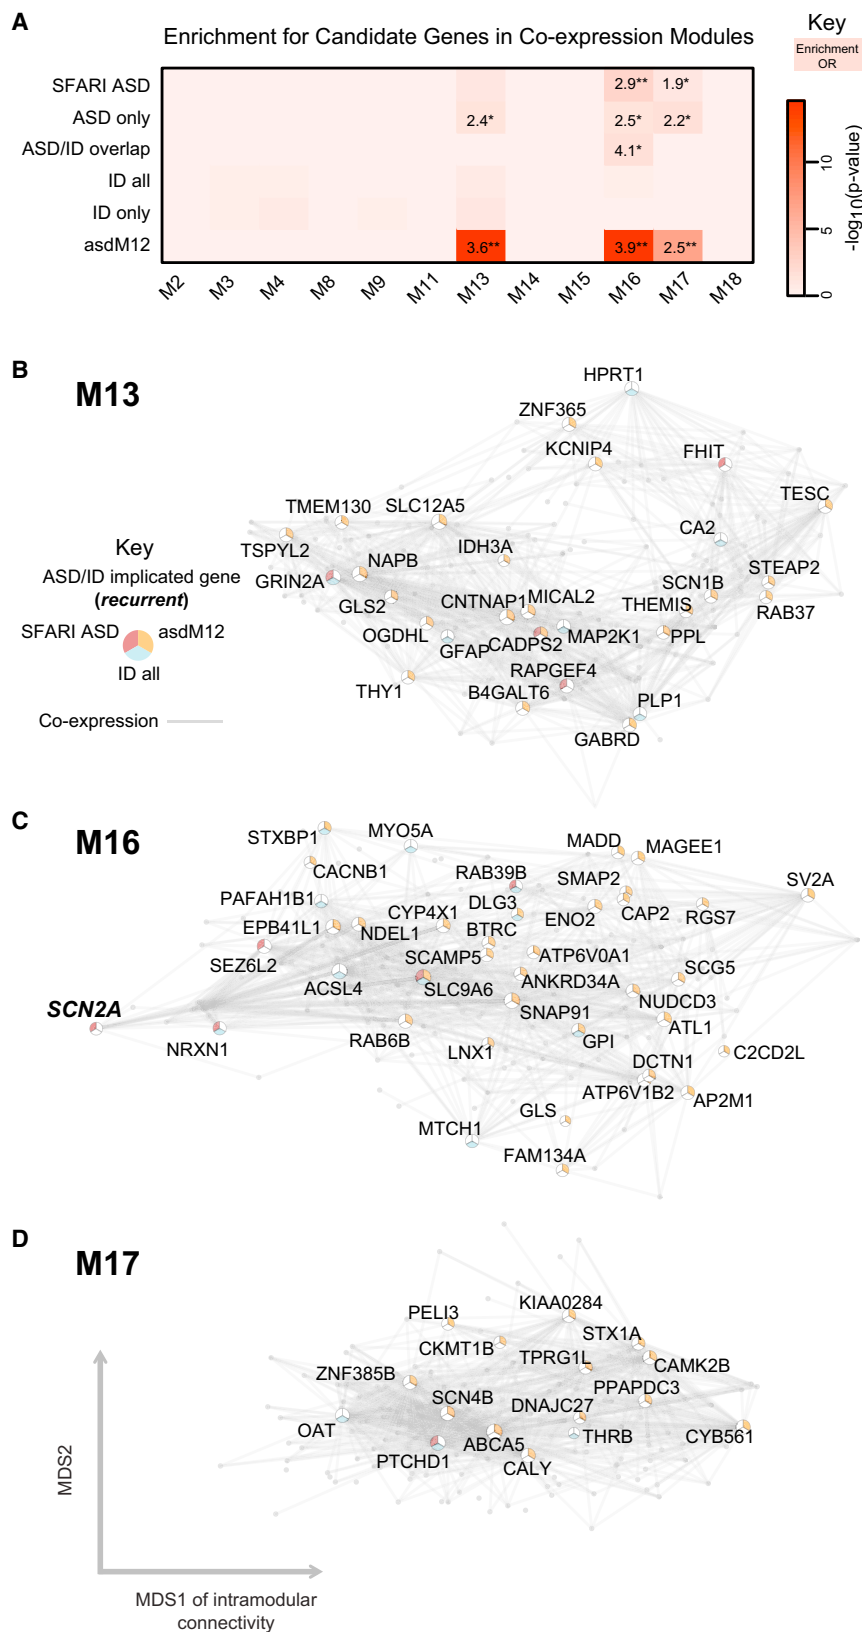 A
Enrichment for Candidate Genes in Co-expression Modules
Key
Enrichment
OR
SFARI ASD 2.9** 1.9*
ASD only 2.4* 2.5* 2.2*
ASD/ID overlap 4.1*
ID all
ID only
asdM12 3.6** 3.9** 2.5**
M2 M3 M4 M8 M9 M11 M13 M14 M15 M16 M17 M18
10
5
0
-log10(p-value)
B
M13
Key
ASD/ID implicated gene
(recurrent)
SFARI ASD asdM12
ID all
Co-expression
HPRT1
ZNF365
KCNIP4
FHIT
TESC
TMEM130 SLC12A5
CA2
TSPYL2
IDH3A
NAPB
GRIN2A
STEAP2
SCN1B
GLS2
CNTNAP1 MICAL2
THEMIS
RAB37
OGDHL
GFAP CADPS2 MAP2K1 PPL
RAPGEF4
THY1
B4GALT6
PLP1
GABRD
C
M16
STXBP1 MYO5A
MADD MAGEE1
CACNB1
RAB39B
SMAP2
SV2A
PAFAH1B1
DLG3
CYP4X1
ENO2 CAP2 RGS7
EPB41L1 NDEL1
BTRC
SCAMP5 ATP6V0A1
SEZ6L2
SCG5
ACSL4 SLC9A6 ANKRD34A
NUDCD3
SCN2A
SNAP91
ATL1
NRXN1
RAB6B
LNX1
GPI
C2CD2L
DCTN1
ATP6V1B2
AP2M1
GLS
MTCH1
FAM134A
D
M17
PELI3 KIAA0284
STX1A
CKMT1B
TPRG1L CAMK2B
ZNF385B
PPAPDC3
SCN4B DNAJC27
OAT
THRB
CYB561
ABCA5
PTCHD1
CALY
MDS2
MDS1 of intramodular
connectivity